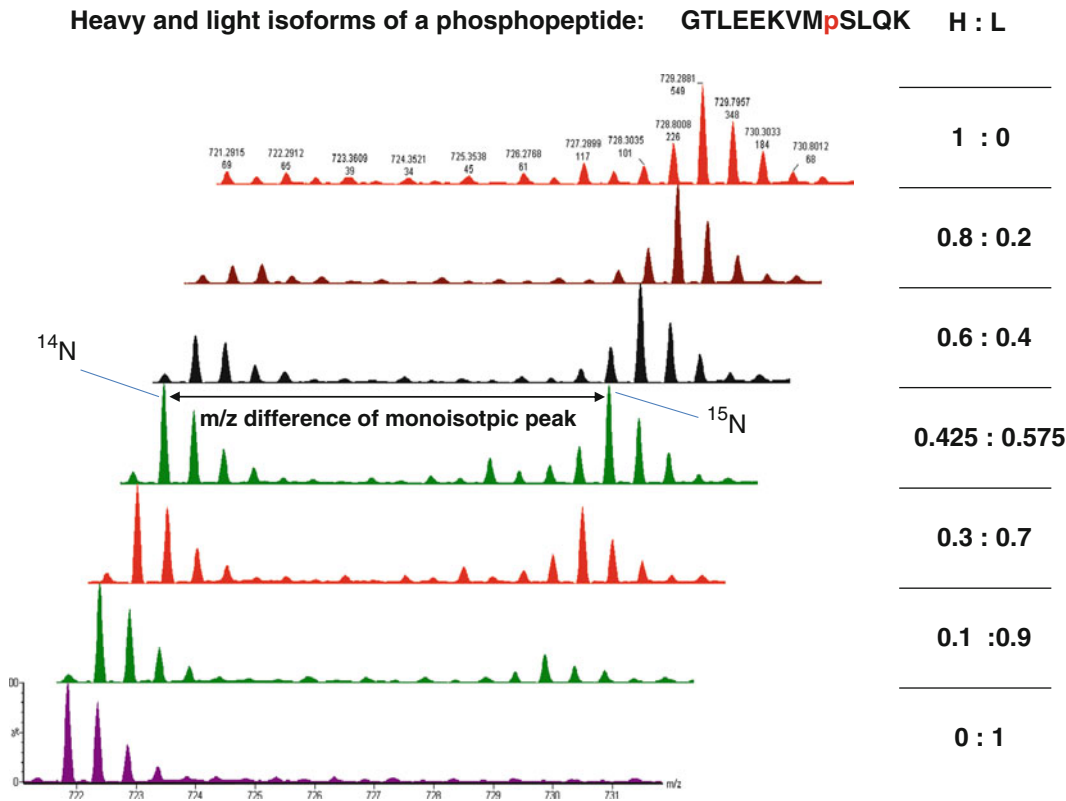 Heavy and light isoforms of a phosphopeptide: GTLEEKVMpSLQK H : L
729.2881
549
729.7957
348
728.8008
226
730.3033
184
727.2899
117
728.3035
101
730.8012
68
721.2915
69
722.2912
65
723.3609
39
724.3521
34
725.3538
45
726.2768
61
1 : 0
0.8 : 0.2
0.6 : 0.4
14N
m/z difference of monoisotpic peak
15N
0.425 : 0.575
0.3 : 0.7
0.1 :0.9
0 : 1
00
%
0
m/z
722 723 724 725 726 727 728 729 730 731